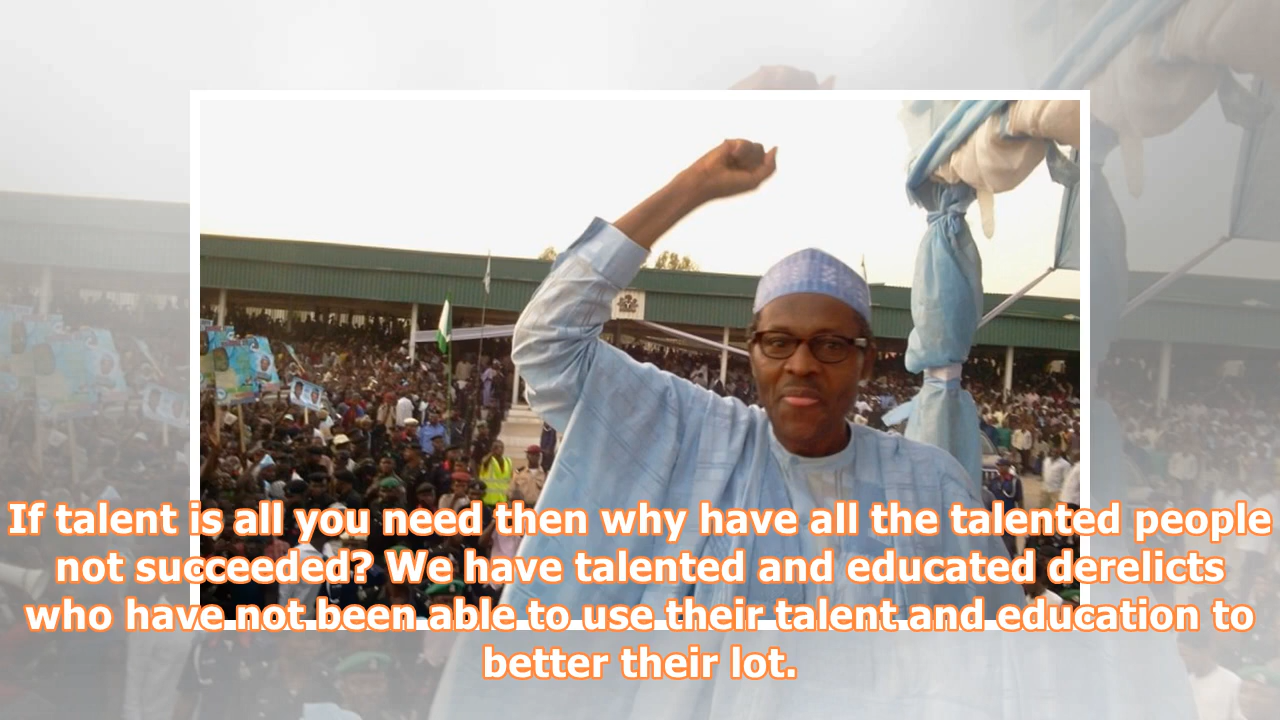 If talent is all you need then why have all the talented people
not succeeded? We have talented and educated derelicts
who have not been able to use their talent and education to
better their lot.